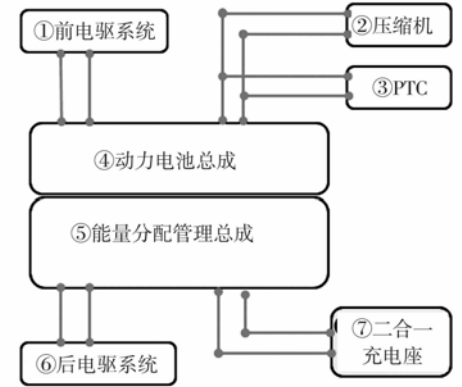 ①前电驱系统
②压缩机
③PTC
④动力电池总成
⑤能量分配管理总成
⑥后电驱系统
⑦二合一
充电座